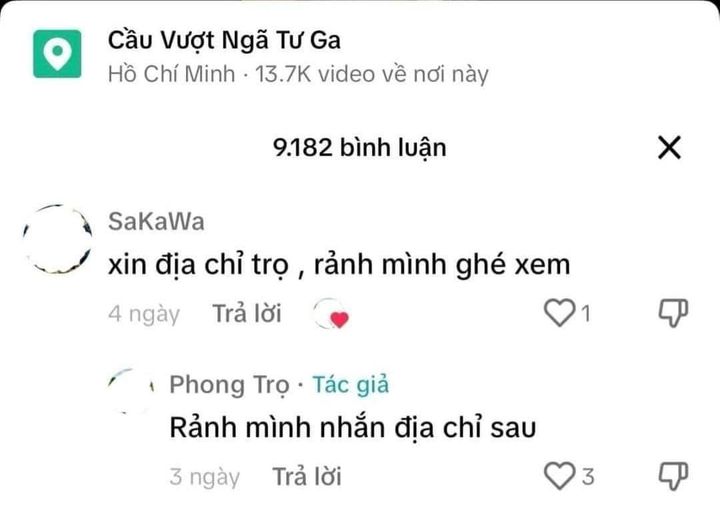 Cầu Vượt Ngã Tư Ga
Hồ Chí Minh · 13.7K video về nơi này
9.182 bình luận
SaKaWa
xin địa chỉ trọ , rảnh mình ghé xem
4 ngày Trả lời 1
Phong Trọ · Tác giả
Rảnh mình nhắn địa chỉ sau
3 ngày Trả lời 3